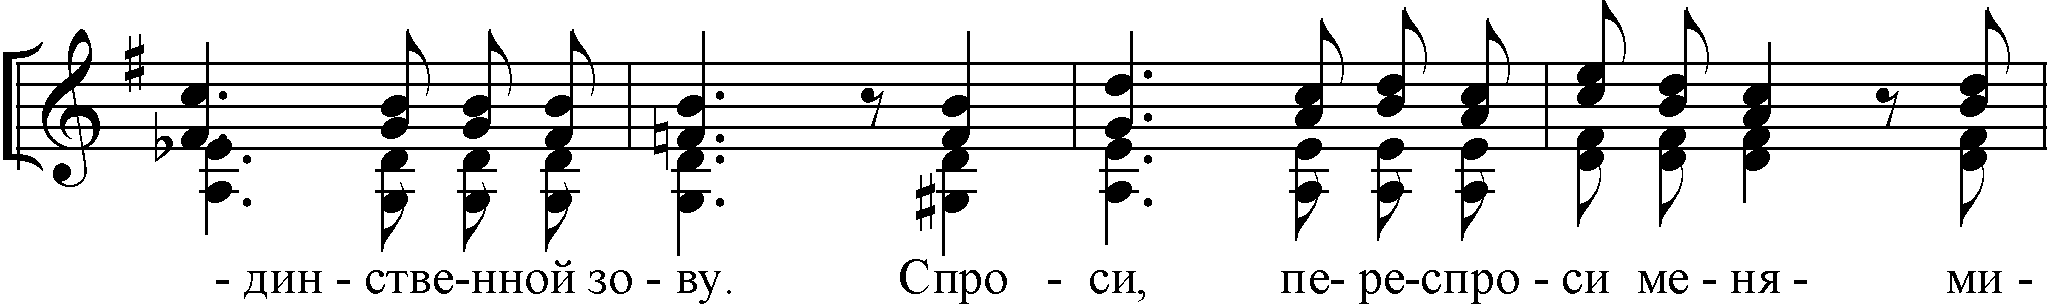 - дин - стве-нной зо - ву. Спро - си, пе- ре-спро - си ме - ня - ми -